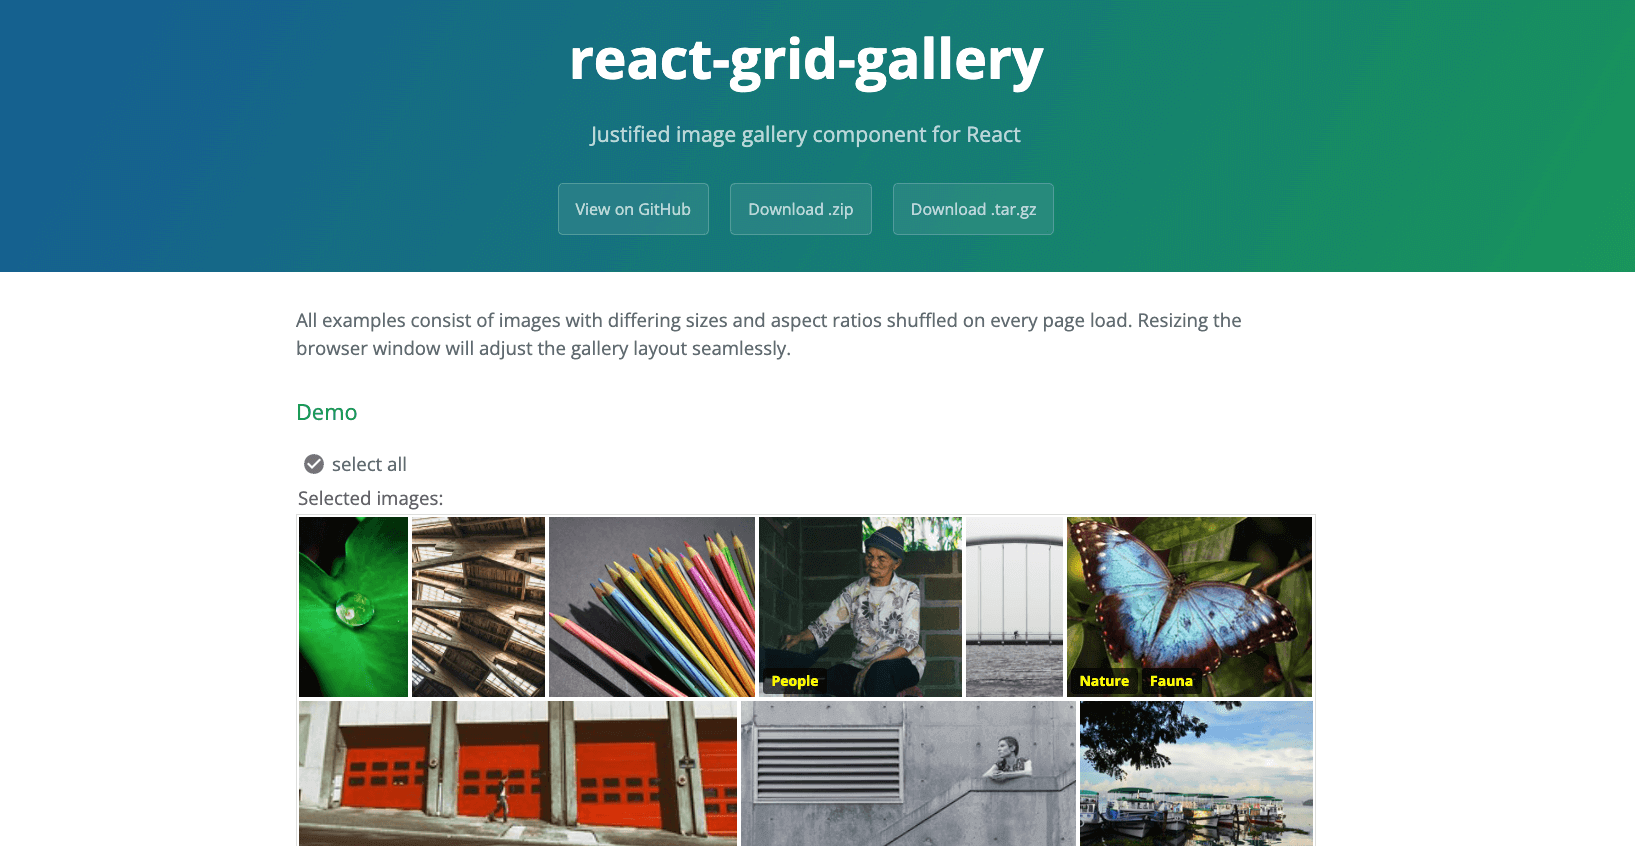 react-grid-gallery
Justified image gallery component for React
View on GitHub
Download .zip
Download .tar.gz
All examples consist of images with differing sizes and aspect ratios shuffled on every page load. Resizing the
browser window will adjust the gallery layout seamlessly.
Demo
select all
Selected images:
People
Nature
Fauna